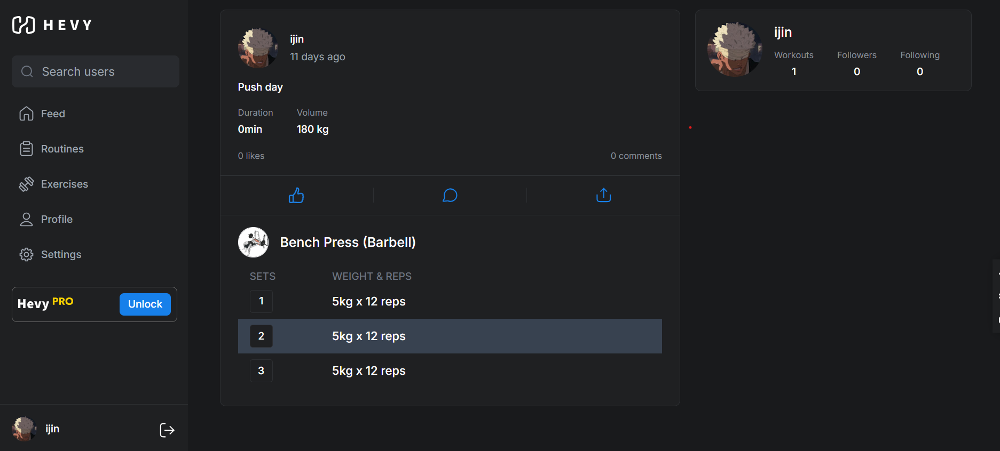 HEVY
Search users
Feed
Routines
Exercises
Profile
Settings
Hevy PRO
Unlock
ijin
ijin
11 days ago
Push day
Duration Volume
0min 180 kg
0 likes 0 comments
Bench Press (Barbell)
SETS WEIGHT & REPS
1 5kg x 12 reps
2 5kg x 12 reps
3 5kg x 12 reps
ijin
Workouts Followers Following
1 0 0